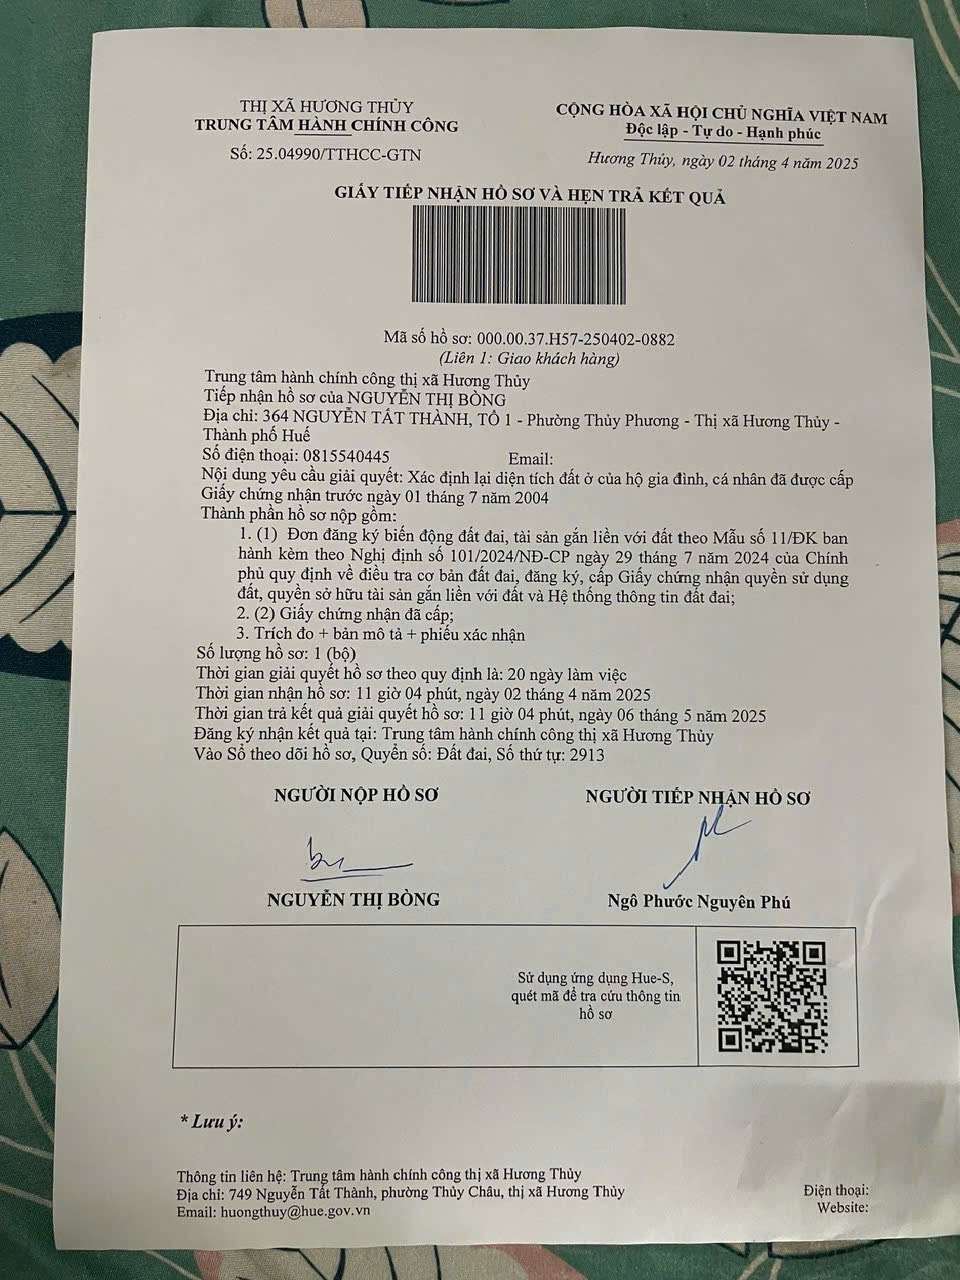 THỊ XÃ HƯƠNG THỦY
TRUNG TÂM HÀNH CHÍNH CÔNG
Số: 25.04990/TTHCC-GTN
CỘNG HÒA XÃ HỘI CHỦ NGHĨA VIỆT NAM
Độc lập - Tự do - Hạnh phúc
Hương Thủy, ngày 02 tháng 4 năm 2025
GIẤY TIẾP NHẬN HỒ SƠ VÀ HẸN TRẢ KẾT QUẢ
Mã số hồ sơ: 000.00.37.H57-250402-0882
(Liên 1: Giao khách hàng)
Trung tâm hành chính công thị xã Hương Thủy
Tiếp nhận hồ sơ của NGUYỄN THỊ BÒNG
Địa chỉ: 364 NGUYỄN TẤT THÀNH, TỔ 1 - Phường Thủy Phương - Thị xã Hương Thủy -
Thành phố Huế
Số điện thoại: 0815540445 Email:
Nội dung yêu cầu giải quyết: Xác định lại diện tích đất ở của hộ gia đình, cá nhân đã được cấp
Giấy chứng nhận trước ngày 01 tháng 7 năm 2004
Thành phần hồ sơ nộp gồm:
1. (1) Đơn đăng ký biến động đất đai, tài sản gắn liền với đất theo Mẫu số 11/ĐK ban
hành kèm theo Nghị định số 101/2024/NĐ-CP ngày 29 tháng 7 năm 2024 của Chính
phủ quy định về điều tra cơ bản đất đai, đăng ký, cấp Giấy chứng nhận quyền sử dụng
đất, quyền sở hữu tài sản gắn liền với đất và Hệ thống thông tin đất đai;
2. (2) Giấy chứng nhận đã cấp;
3. Trích đo + bản mô tả + phiếu xác nhận
Số lượng hồ sơ: 1 (bộ)
Thời gian giải quyết hồ sơ theo quy định là: 20 ngày làm việc
Thời gian nhận hồ sơ: 11 giờ 04 phút, ngày 02 tháng 4 năm 2025
Thời gian trả kết quả giải quyết hồ sơ: 11 giờ 04 phút, ngày 06 tháng 5 năm 2025
Đăng ký nhận kết quả tại: Trung tâm hành chính công thị xã Hương Thủy
Vào Sổ theo dõi hồ sơ, Quyển số: Đất đai, Số thứ tự: 2913
NGƯỜI NỘP HỒ SƠ
NGUYỄN THỊ BÒNG
NGƯỜI TIẾP NHẬN HỒ SƠ
Ngô Phước Nguyên Phú
Sử dụng ứng dụng Hue-S,
quét mã để tra cứu thông tin
hồ sơ
* Lưu ý:
Thông tin liên hệ: Trung tâm hành chính công thị xã Hương Thủy
Địa chỉ: 749 Nguyễn Tất Thành, phường Thủy Châu, thị xã Hương Thủy
Email: huongthuy@hue.gov.vn
Điện thoại:
Website: